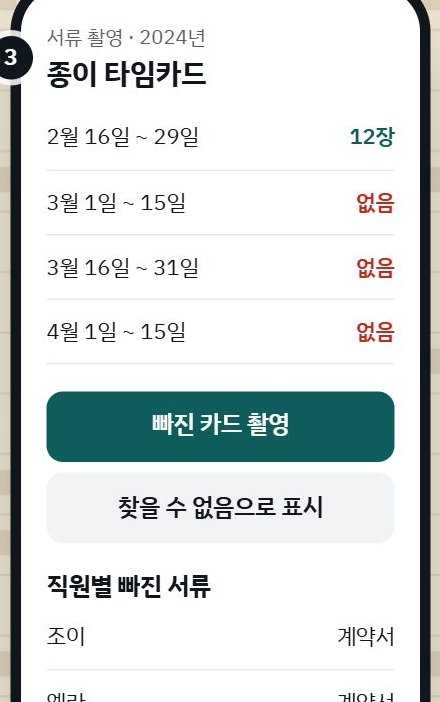 3
서류 촬영 · 2024년
종이 타임카드
2월 16일 ~ 29일 12장
3월 1일 ~ 15일 없음
3월 16일 ~ 31일 없음
4월 1일 ~ 15일 없음
빠진 카드 촬영
찾을 수 없음으로 표시
직원별 빠진 서류
조이 계약서